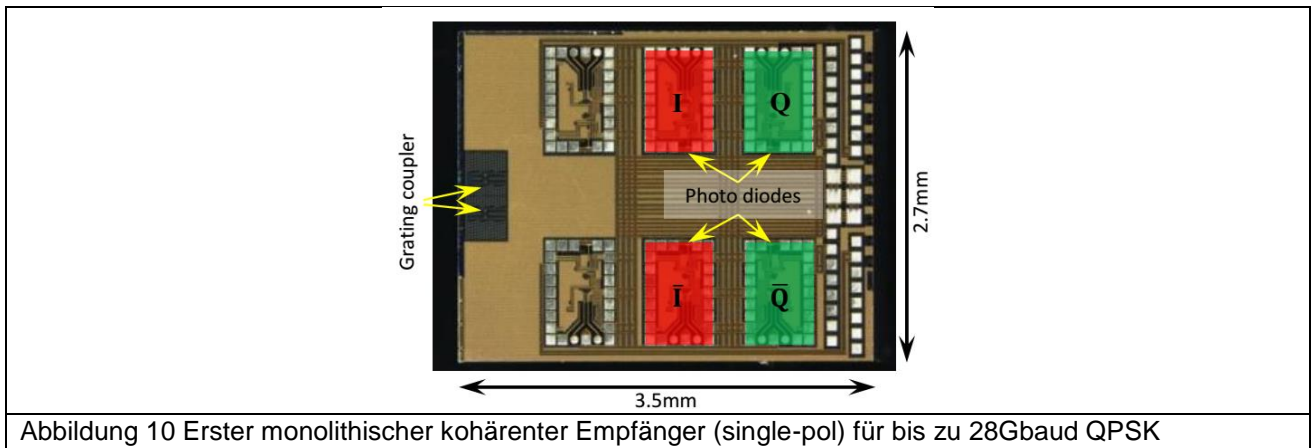 Grating coupler
I
Q
Photo diodes
I̅
Q̅
2.7mm
3.5mm
Abbildung 10 Erster monolithischer kohärenter Empfänger (single-pol) für bis zu 28Gbaud QPSK